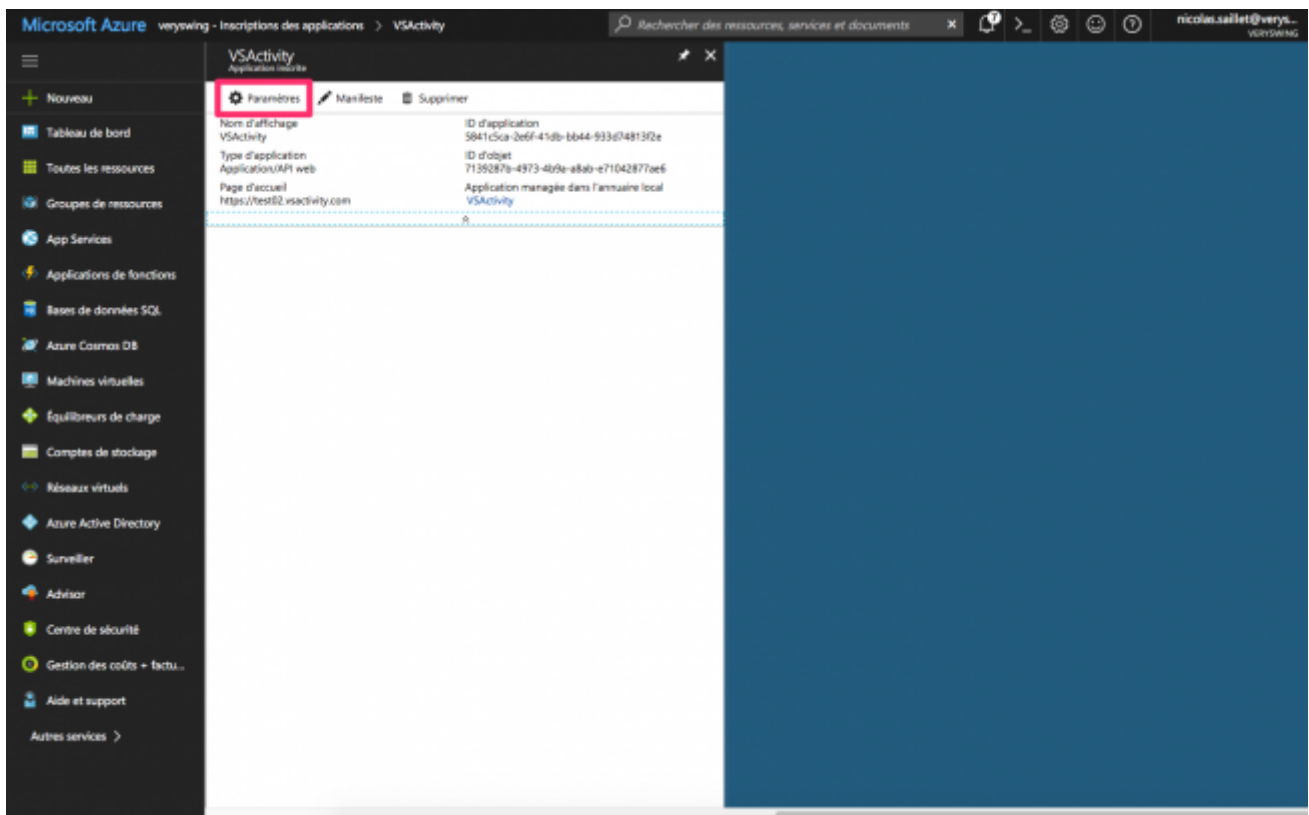 Microsoft Azure veryswing - Inscriptions des applications > VSActivity
Rechercher des ressources, services et documents
nicolas.saillet@verys...
VERYSWING
VSActivity
Application inscrite
Nouveau
Tableau de bord
Toutes les ressources
Groupes de ressources
App Services
Applications de fonctions
Bases de données SQL
Azure Cosmos DB
Machines virtuelles
Équilibreurs de charge
Comptes de stockage
Réseaux virtuels
Azure Active Directory
Surveiller
Advisor
Centre de sécurité
Gestion des coûts + factu...
Aide et support
Autres services >
Paramètres Manifeste Supprimer
Nom d'affichage
VSActivity
Type d'application
Application/API web
Page d'accueil
https://test02.vsactivity.com
ID d'application
5841c5ca-2e6f-41db-bb44-933d74813f2e
ID d'objet
7139287b-4973-4b9a-a8ab-e71042877ae6
Application managée dans l'annuaire local
VSActivity